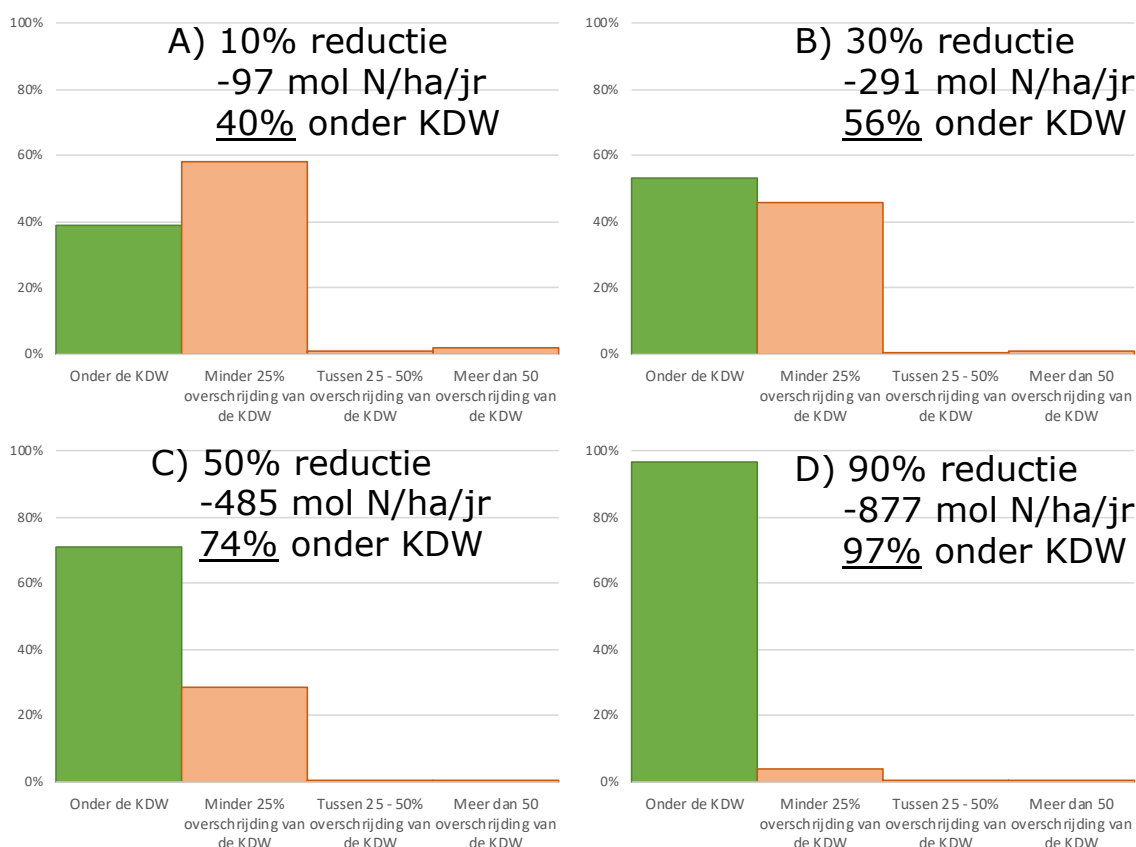 100%
80%
60%
40%
20%
0%
A) 10% reductie
-97 mol N/ha/jr
40% onder KDW
Onder de KDW
Minder 25% overschrijding van de KDW
Tussen 25 - 50% overschrijding van de KDW
Meer dan 50 overschrijding van de KDW
100%
80%
60%
40%
20%
0%
B) 30% reductie
-291 mol N/ha/jr
56% onder KDW
Onder de KDW
Minder 25% overschrijding van de KDW
Tussen 25 - 50% overschrijding van de KDW
Meer dan 50 overschrijding van de KDW
100%
80%
60%
40%
20%
0%
C) 50% reductie
-485 mol N/ha/jr
74% onder KDW
Onder de KDW
Minder 25% overschrijding van de KDW
Tussen 25 - 50% overschrijding van de KDW
Meer dan 50 overschrijding van de KDW
100%
80%
60%
40%
20%
0%
D) 90% reductie
-877 mol N/ha/jr
97% onder KDW
Onder de KDW
Minder 25% overschrijding van de KDW
Tussen 25 - 50% overschrijding van de KDW
Meer dan 50 overschrijding van de KDW